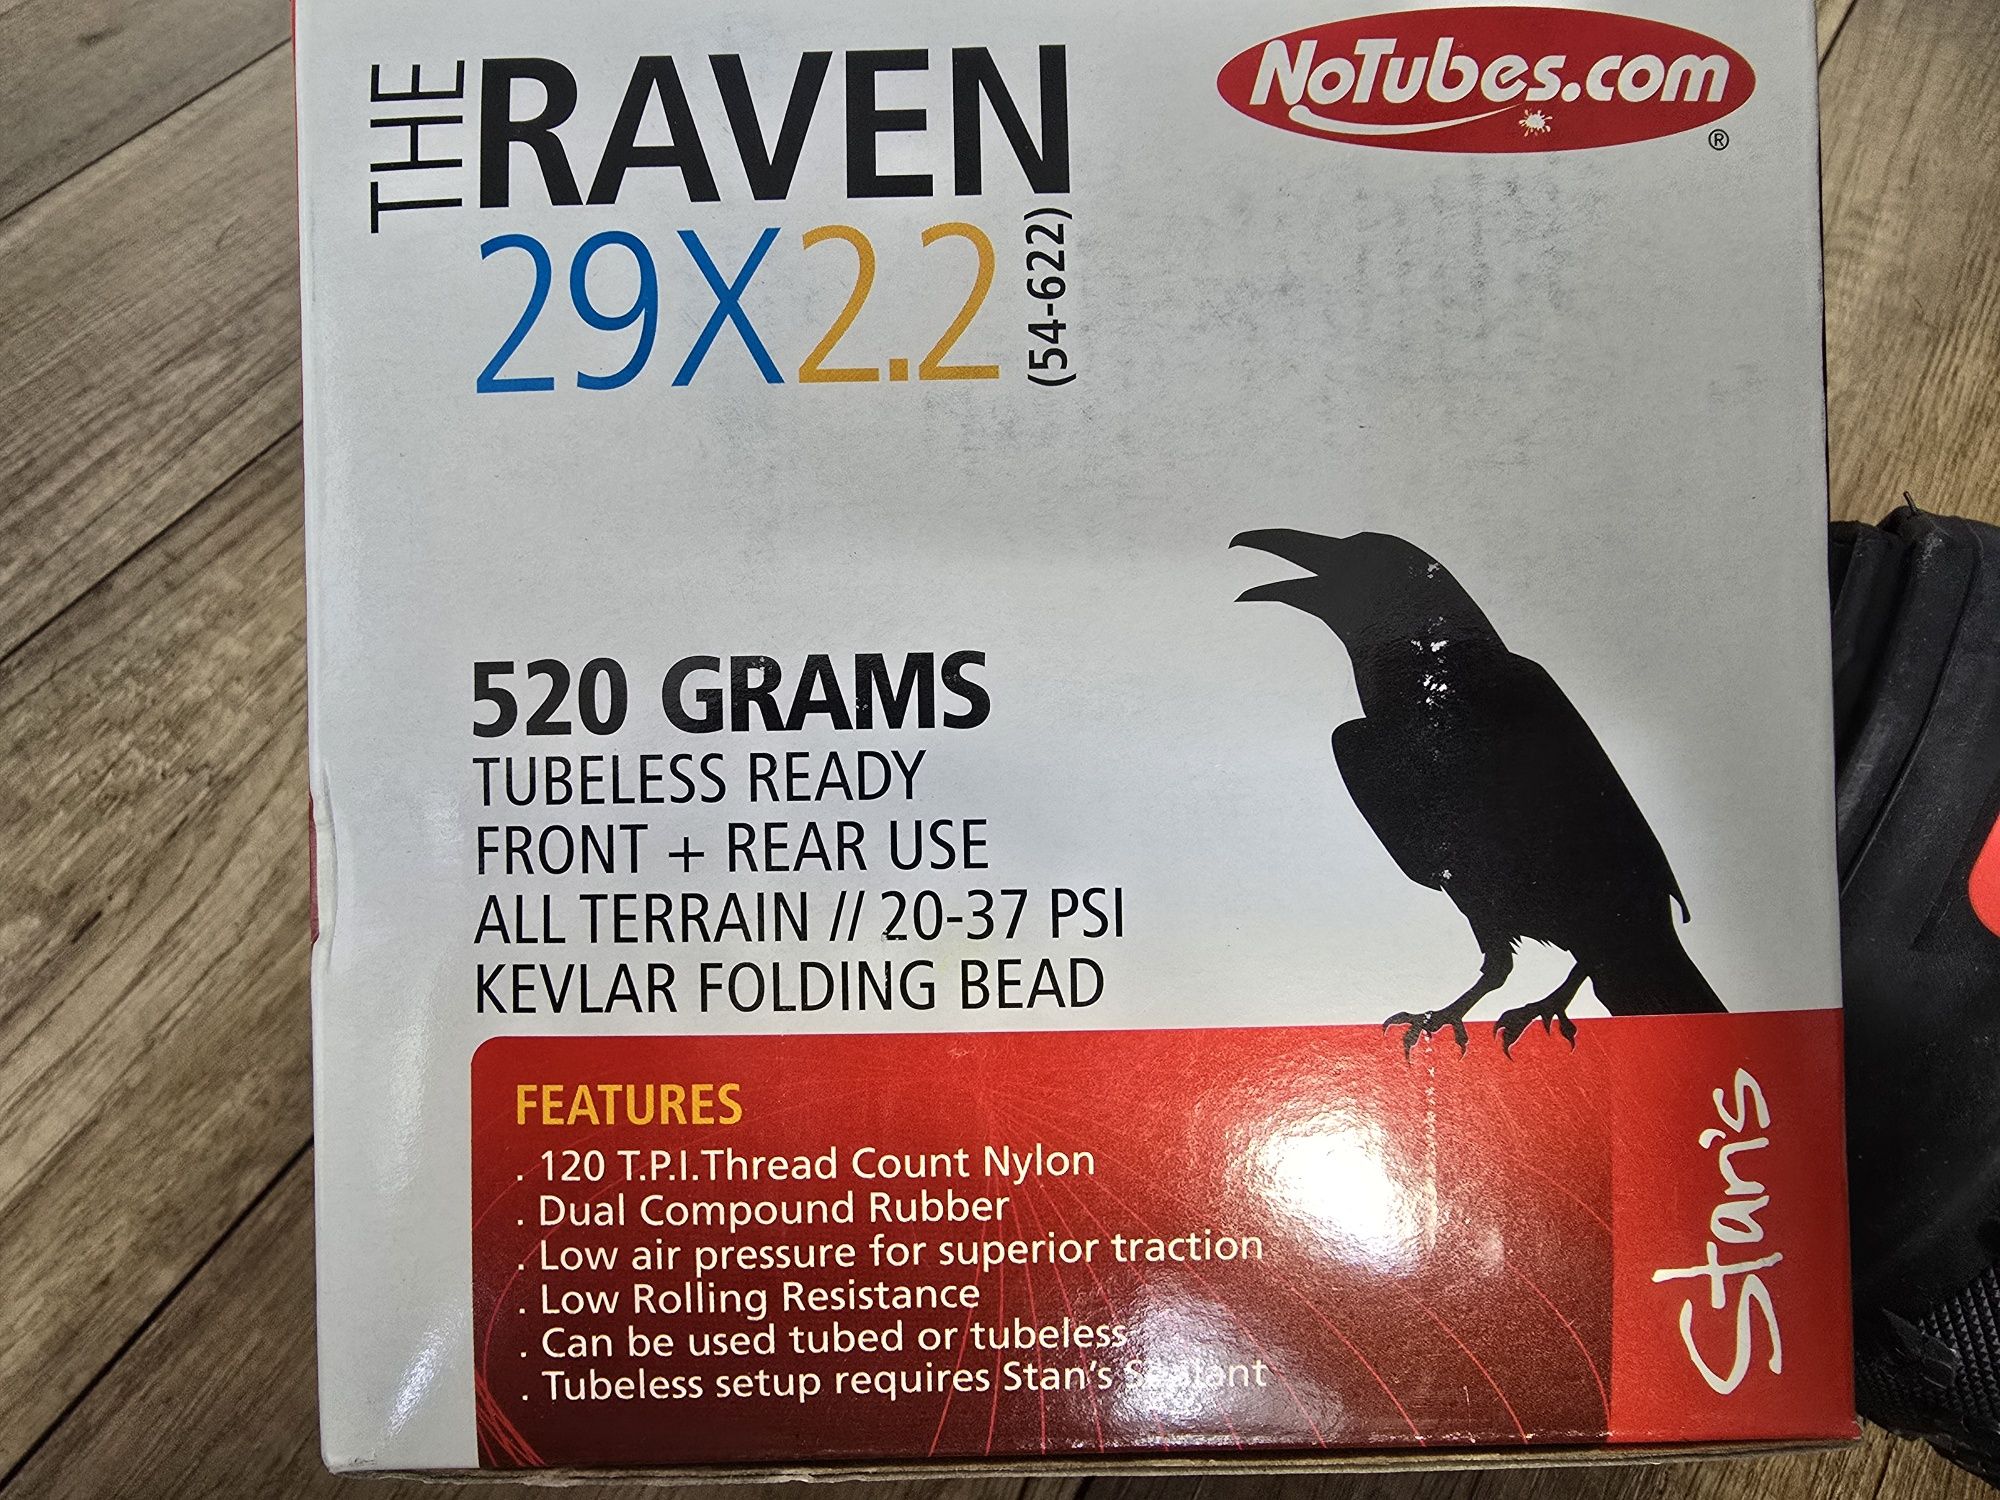 THE RAVEN
NoTubes.com
®
29X2.2 (54-622)
520 GRAMS
TUBELESS READY
FRONT + REAR USE
ALL TERRAIN // 20-37 PSI
KEVLAR FOLDING BEAD
FEATURES
. 120 T.P.I.Thread Count Nylon
. Dual Compound Rubber
. Low air pressure for superior traction
. Low Rolling Resistance
. Can be used tubed or tubeless
. Tubeless setup requires Stan's Sealant
Stan's